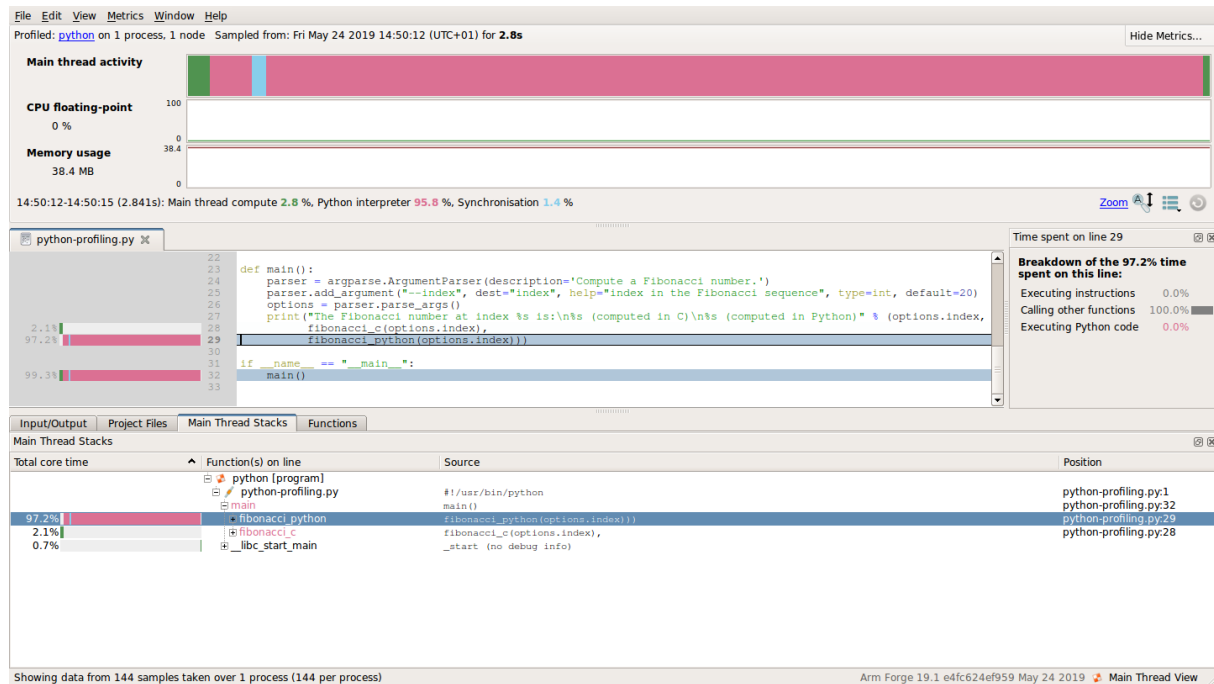 File Edit View Metrics Window Help
Profiled: python on 1 process, 1 node Sampled from: Fri May 24 2019 14:50:12 (UTC+01) for 2.8s Hide Metrics...
Main thread activity
CPU floating-point 100
0 %
0
Memory usage 38.4
38.4 MB
0
14:50:12-14:50:15 (2.841s): Main thread compute 2.8 %, Python interpreter 95.8 %, Synchronisation 1.4 % Zoom
python-profiling.py
22
23 def main():
24 parser = argparse.ArgumentParser(description='Compute a Fibonacci number.')
25 parser.add_argument("--index", dest="index", help="index in the Fibonacci sequence", type=int, default=20)
26 options = parser.parse_args()
27 print("The Fibonacci number at index %s is:\n%s (computed in C)\n%s (computed in Python)" % (options.index,
2.1% 28 fibonacci_c(options.index),
97.2% 29 fibonacci_python(options.index)))
30
31 if __name__ == "__main__":
99.3% 32 main()
33
Time spent on line 29
Breakdown of the 97.2% time
spent on this line:
Executing instructions 0.0%
Calling other functions 100.0%
Executing Python code 0.0%
Input/Output Project Files Main Thread Stacks Functions
Main Thread Stacks
Total core time Function(s) on line Source Position
python [program]
python-profiling.py #!/usr/bin/python python-profiling.py:1
main main() python-profiling.py:32
97.2% fibonacci_python fibonacci_python(options.index))) python-profiling.py:29
2.1% fibonacci_c fibonacci_c(options.index), python-profiling.py:28
0.7% __libc_start_main _start (no debug info)
Showing data from 144 samples taken over 1 process (144 per process) Arm Forge 19.1 e4fc624ef959 May 24 2019 Main Thread View